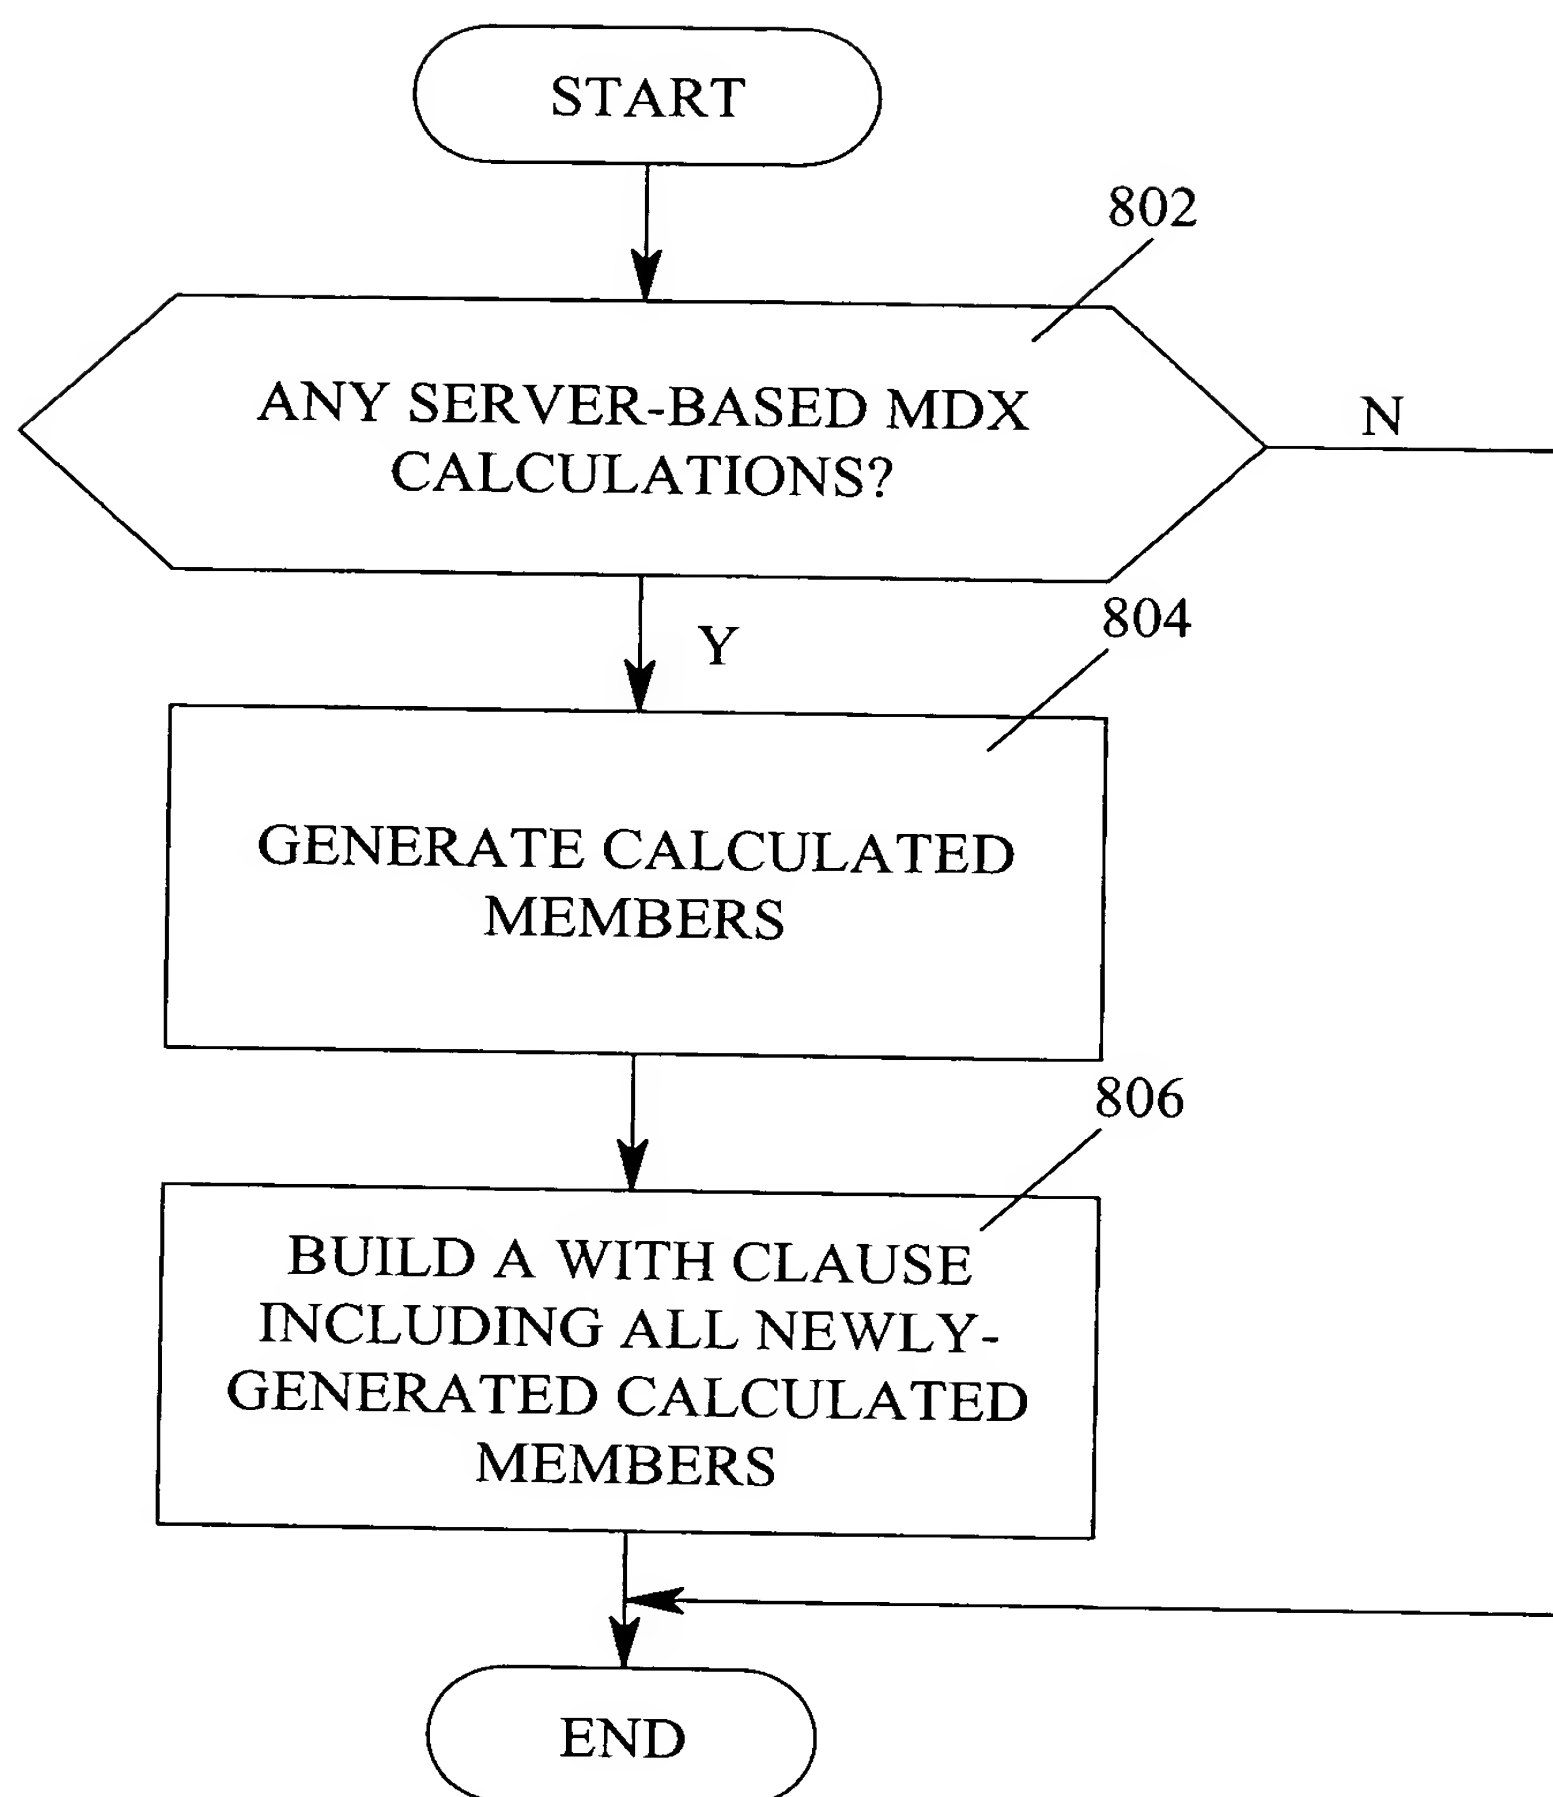 START
802
ANY SERVER-BASED MDX
CALCULATIONS?
N
Y
804
GENERATE CALCULATED
MEMBERS
806
BUILD A WITH CLAUSE
INCLUDING ALL NEWLY-
GENERATED CALCULATED
MEMBERS
END